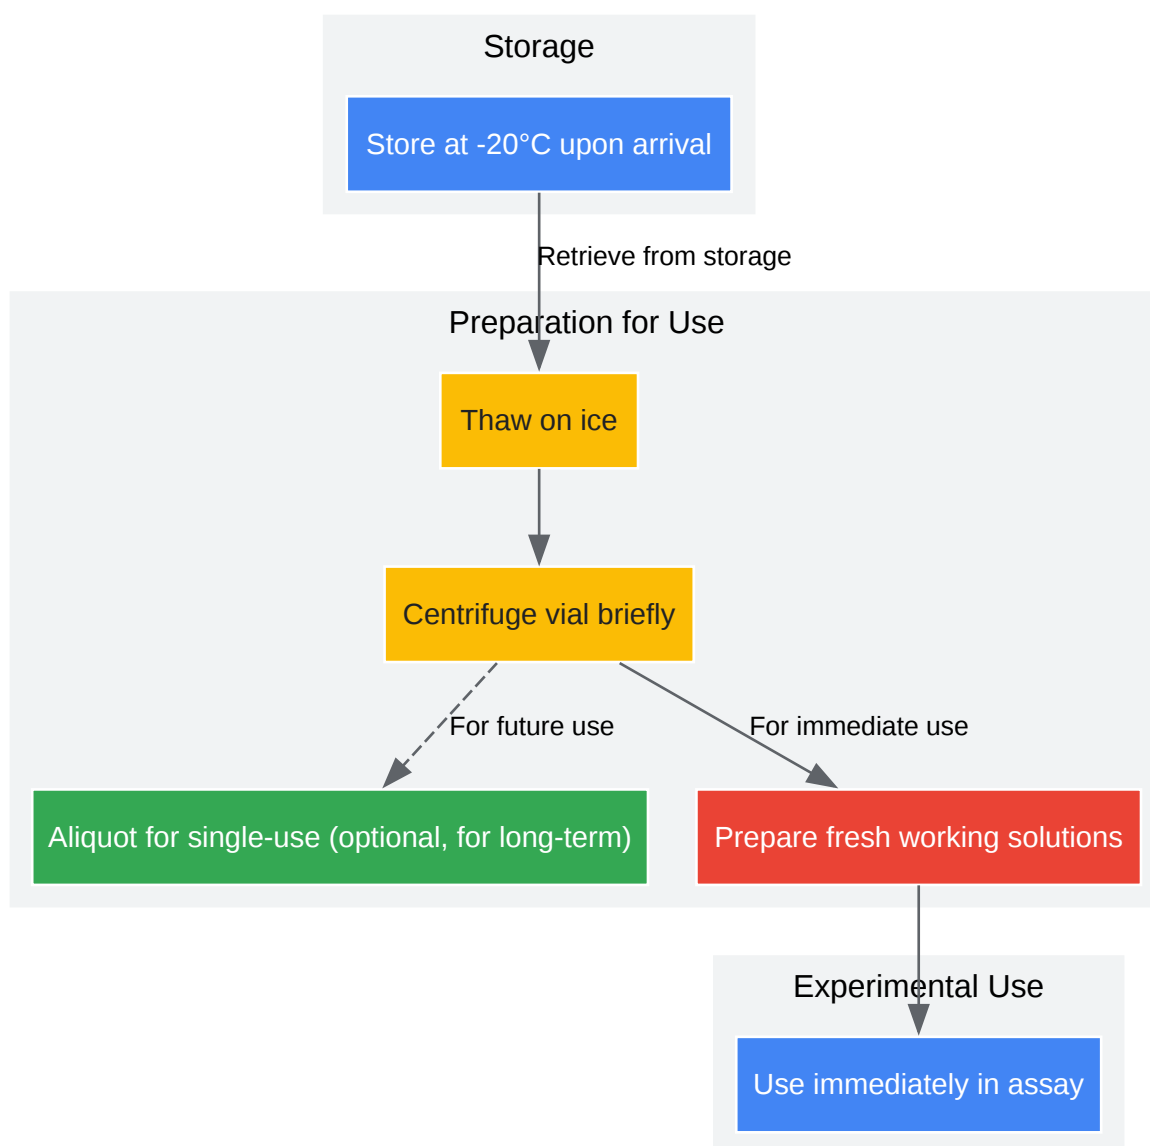 Storage
Store at -20°C upon arrival
Retrieve from storage
Preparation for Use
Thaw on ice
Centrifuge vial briefly
For future use
For immediate use
Aliquot for single-use (optional, for long-term)
Prepare fresh working solutions
Experimental Use
Use immediately in assay